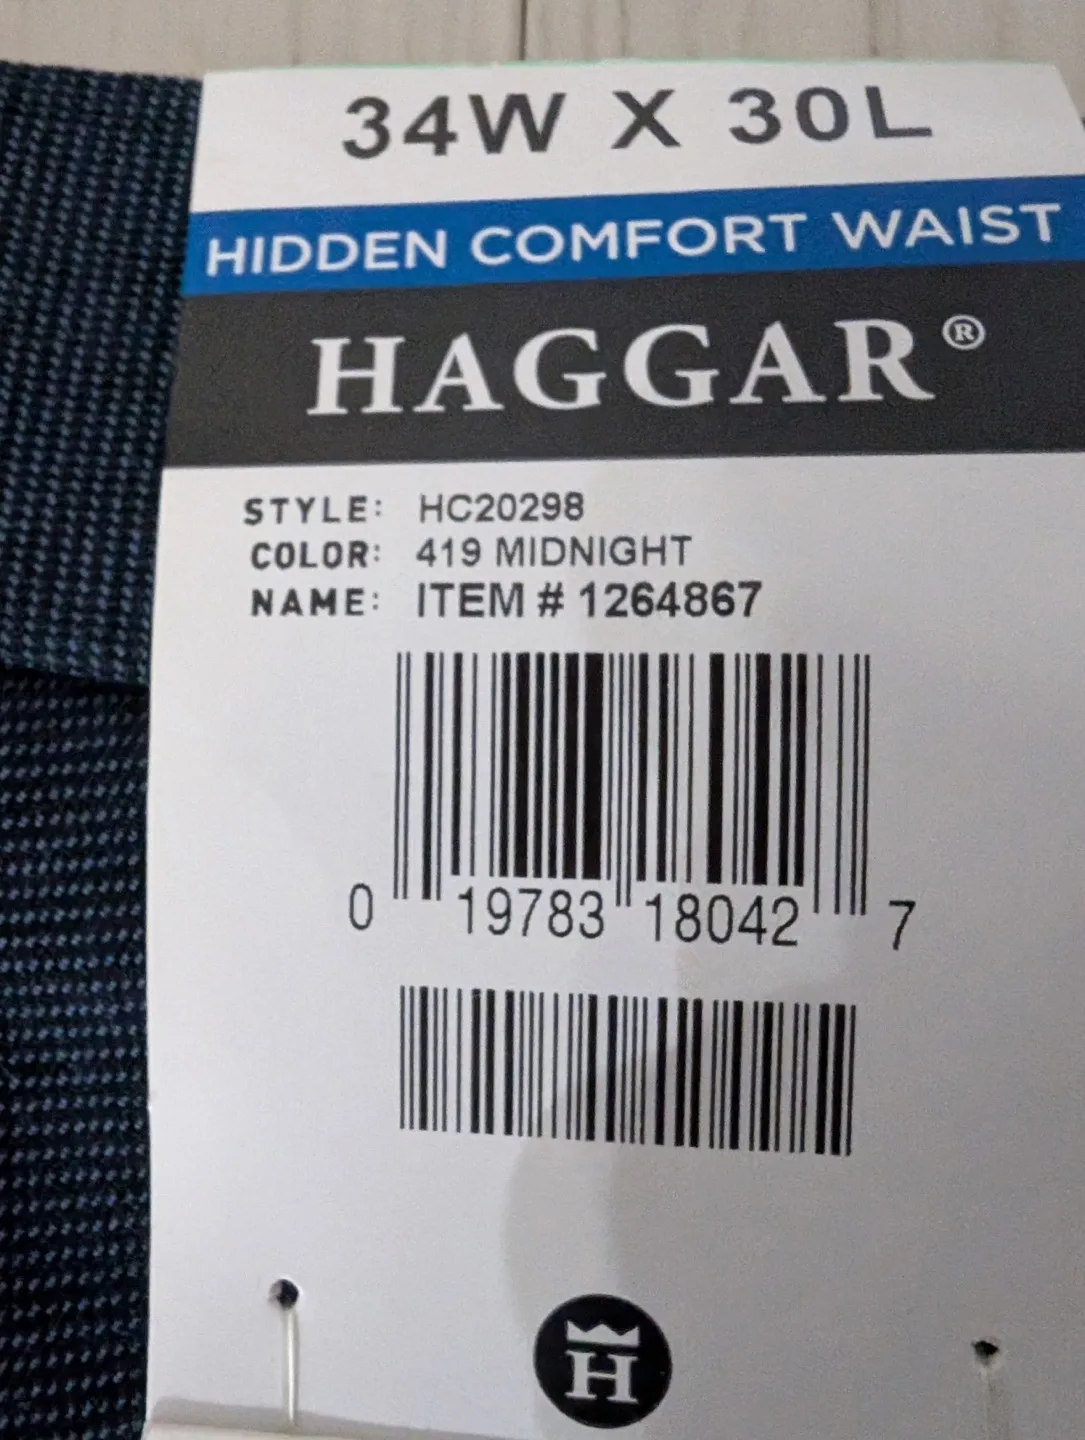 34W X 30L
HIDDEN COMFORT WAIST
HAGGAR®
STYLE: HC20298
COLOR: 419 MIDNIGHT
NAME: ITEM # 1264867
0 19783 18042 7
H